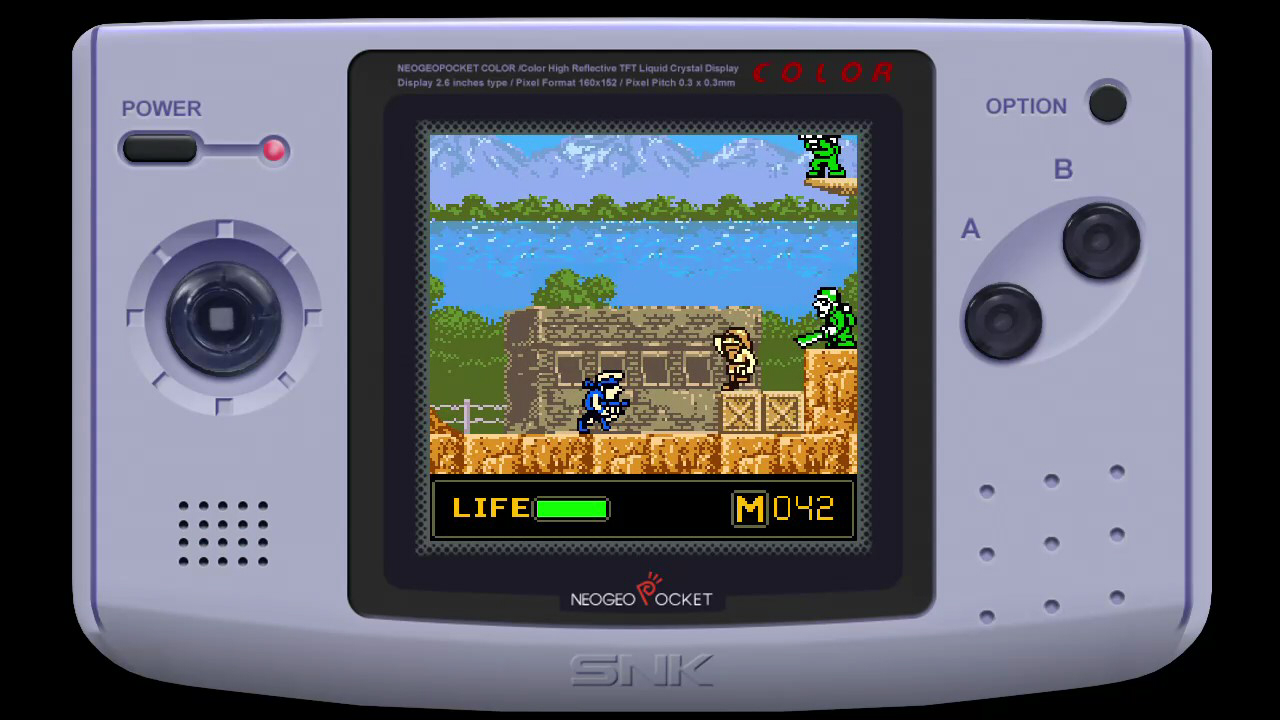 NEOGEOPOCKET COLOR /Color High Reflective TFT Liquid Crystal Display
Display 2.6 inches type / Pixel Format 160x152 / Pixel Pitch 0.3 x 0.3mm
COLOR
POWER
OPTION
B
A
LIFE
M 042
NEOGEO POCKET
SNK